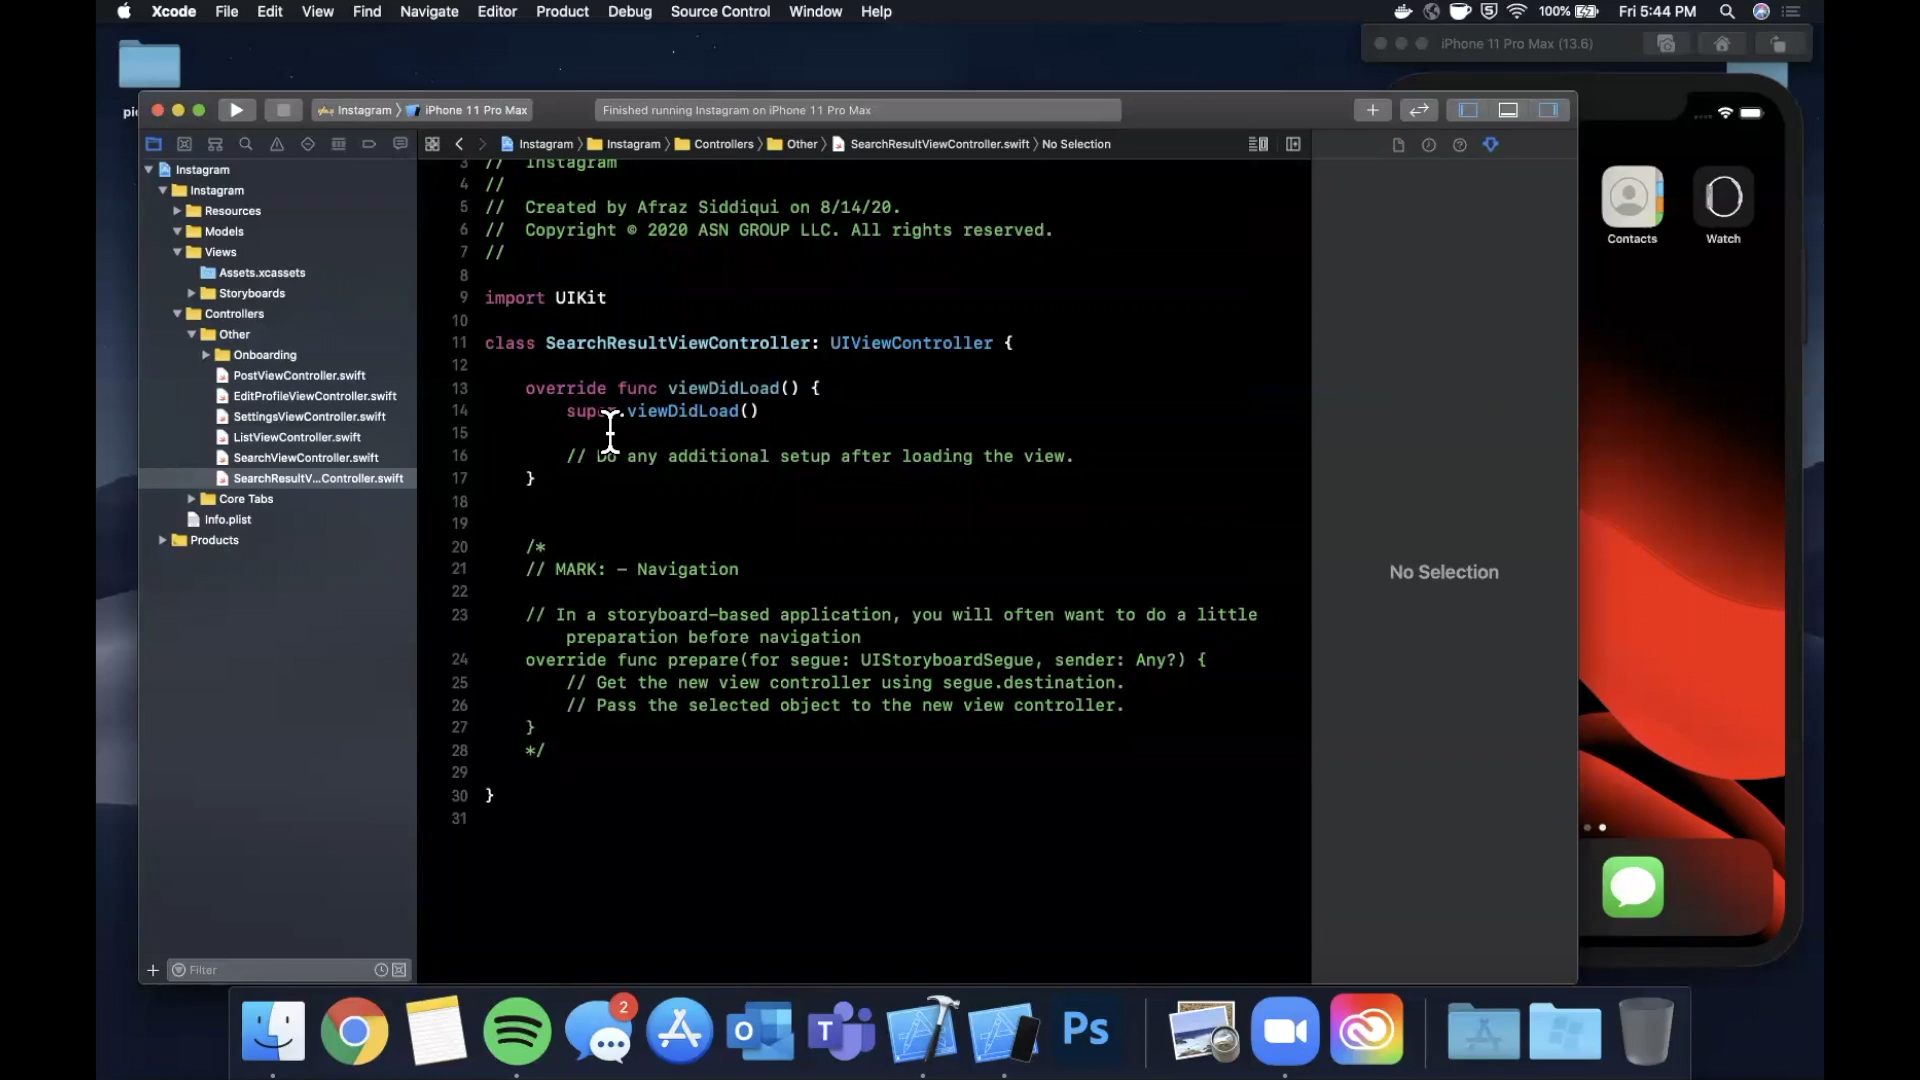 Xcode File Edit View Find Navigate Editor Product Debug Source Control Window Help
100% Fri 5:44 PM
iPhone 11 Pro Max (13.6)
Instagram iPhone 11 Pro Max
Finished running Instagram on iPhone 11 Pro Max
Instagram Instagram Controllers Other SearchResultViewController.swift No Selection
Instagram
Instagram
Resources
Models
Views
Assets.xcassets
Storyboards
Controllers
Other
Onboarding
PostViewController.swift
EditProfileViewController.swift
SettingsViewController.swift
ListViewController.swift
SearchViewController.swift
SearchResultV...Controller.swift
Core Tabs
Info.plist
Products
Filter
3 // Instagram
4 //
5 // Created by Afraz Siddiqui on 8/14/20.
6 // Copyright © 2020 ASN GROUP LLC. All rights reserved.
7 //
8
9 import UIKit
10
11 class SearchResultViewController: UIViewController {
12
13 override func viewDidLoad() {
14 super.viewDidLoad()
15
16 // Do any additional setup after loading the view.
17 }
18
19
20 /*
21 // MARK: - Navigation
22
23 // In a storyboard-based application, you will often want to do a little
preparation before navigation
24 override func prepare(for segue: UIStoryboardSegue, sender: Any?) {
25 // Get the new view controller using segue.destination.
26 // Pass the selected object to the new view controller.
27 }
28 */
29
30 }
31
No Selection
Contacts
Watch
2
Ps